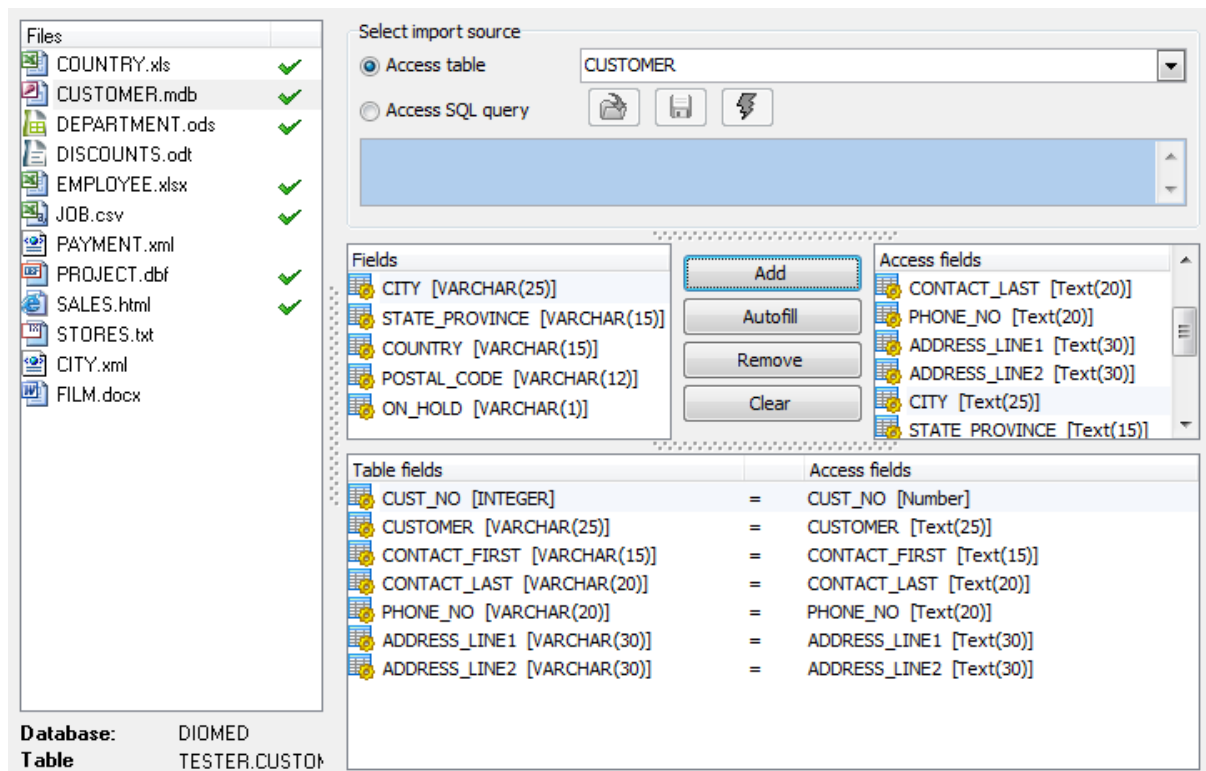 Files
COUNTRY.xls
CUSTOMER.mdb
DEPARTMENT.ods
DISCOUNTS.odt
EMPLOYEE.xlsx
JOB.csv
PAYMENT.xml
PROJECT.dbf
SALES.html
STORES.txt
CITY.xml
FILM.docx
Database: DIOMED
Table TESTER.CUSTOM
Select import source
Access table CUSTOMER
Access SQL query
Fields
CITY [VARCHAR(25)]
STATE_PROVINCE [VARCHAR(15)]
COUNTRY [VARCHAR(15)]
POSTAL_CODE [VARCHAR(12)]
ON_HOLD [VARCHAR(1)]
Add
Autofill
Remove
Clear
Access fields
CONTACT_LAST [Text(20)]
PHONE_NO [Text(20)]
ADDRESS_LINE1 [Text(30)]
ADDRESS_LINE2 [Text(30)]
CITY [Text(25)]
STATE_PROVINCE [Text(15)]
Table fields Access fields
CUST_NO [INTEGER] = CUST_NO [Number]
CUSTOMER [VARCHAR(25)] = CUSTOMER [Text(25)]
CONTACT_FIRST [VARCHAR(15)] = CONTACT_FIRST [Text(15)]
CONTACT_LAST [VARCHAR(20)] = CONTACT_LAST [Text(20)]
PHONE_NO [VARCHAR(20)] = PHONE_NO [Text(20)]
ADDRESS_LINE1 [VARCHAR(30)] = ADDRESS_LINE1 [Text(30)]
ADDRESS_LINE2 [VARCHAR(30)] = ADDRESS_LINE2 [Text(30)]